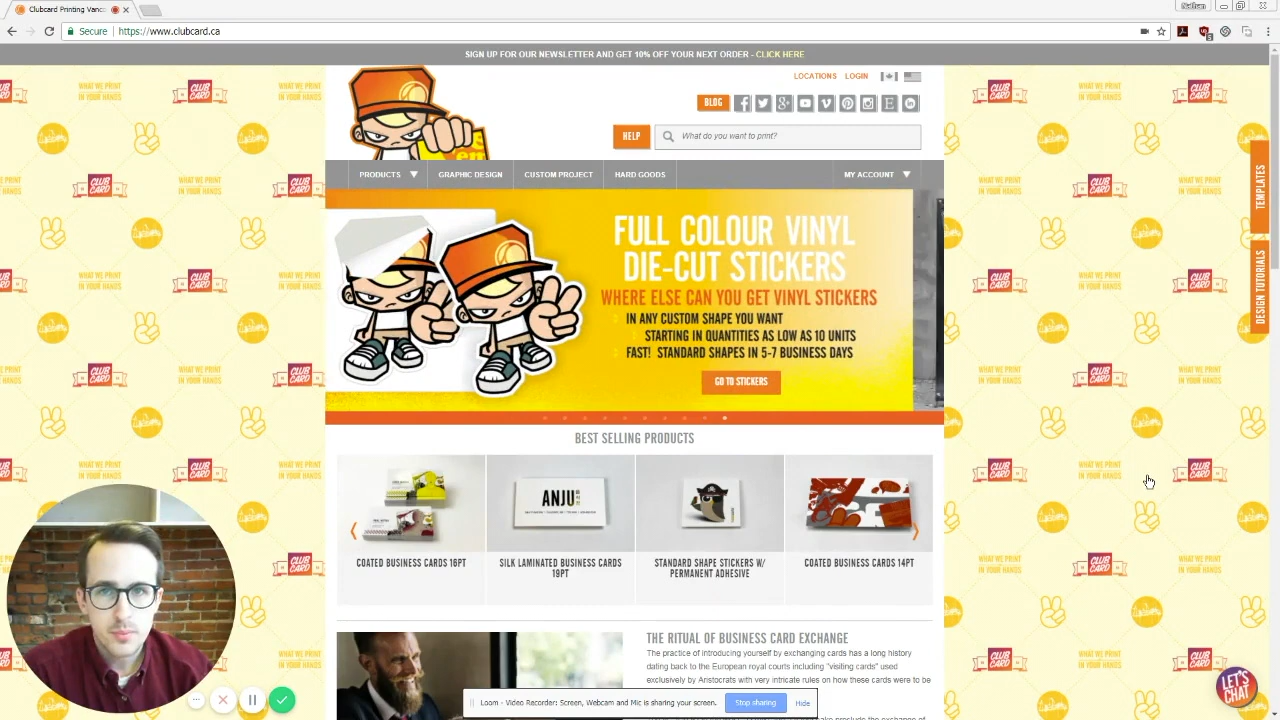 Clubcard Printing Vanc
Nathan
Secure
https://www.clubcard.ca
SIGN UP FOR OUR NEWSLETTER AND GET 10% OFF YOUR NEXT ORDER - CLICK HERE
LOCATIONS LOGIN
BLOG
HELP
What do you want to print?
PRODUCTS GRAPHIC DESIGN CUSTOM PROJECT HARD GOODS MY ACCOUNT
TEMPLATES
DESIGN TUTORIALS
FULL COLOUR VINYL
DIE-CUT STICKERS
WHERE ELSE CAN YOU GET VINYL STICKERS
IN ANY CUSTOM SHAPE YOU WANT
STARTING IN QUANTITIES AS LOW AS 10 UNITS
FAST! STANDARD SHAPES IN 5-7 BUSINESS DAYS
GO TO STICKERS
BEST SELLING PRODUCTS
ANJU
COATED BUSINESS CARDS 16PT
SILK LAMINATED BUSINESS CARDS
19PT
STANDARD SHAPE STICKERS W/
PERMANENT ADHESIVE
COATED BUSINESS CARDS 14PT
THE RITUAL OF BUSINESS CARD EXCHANGE
The practice of introducing yourself by exchanging cards has a long history
dating back to the European royal courts including "visiting cards" used
exclusively by Aristocrats with very intricate rules on how these cards were to be
Loom - Video Recorder: Screen, Webcam and Mic is sharing your screen.
Stop sharing
Hide
LET'S
CHAT
WHAT WE PRINT
IN YOUR HANDS
CLUB
CARD